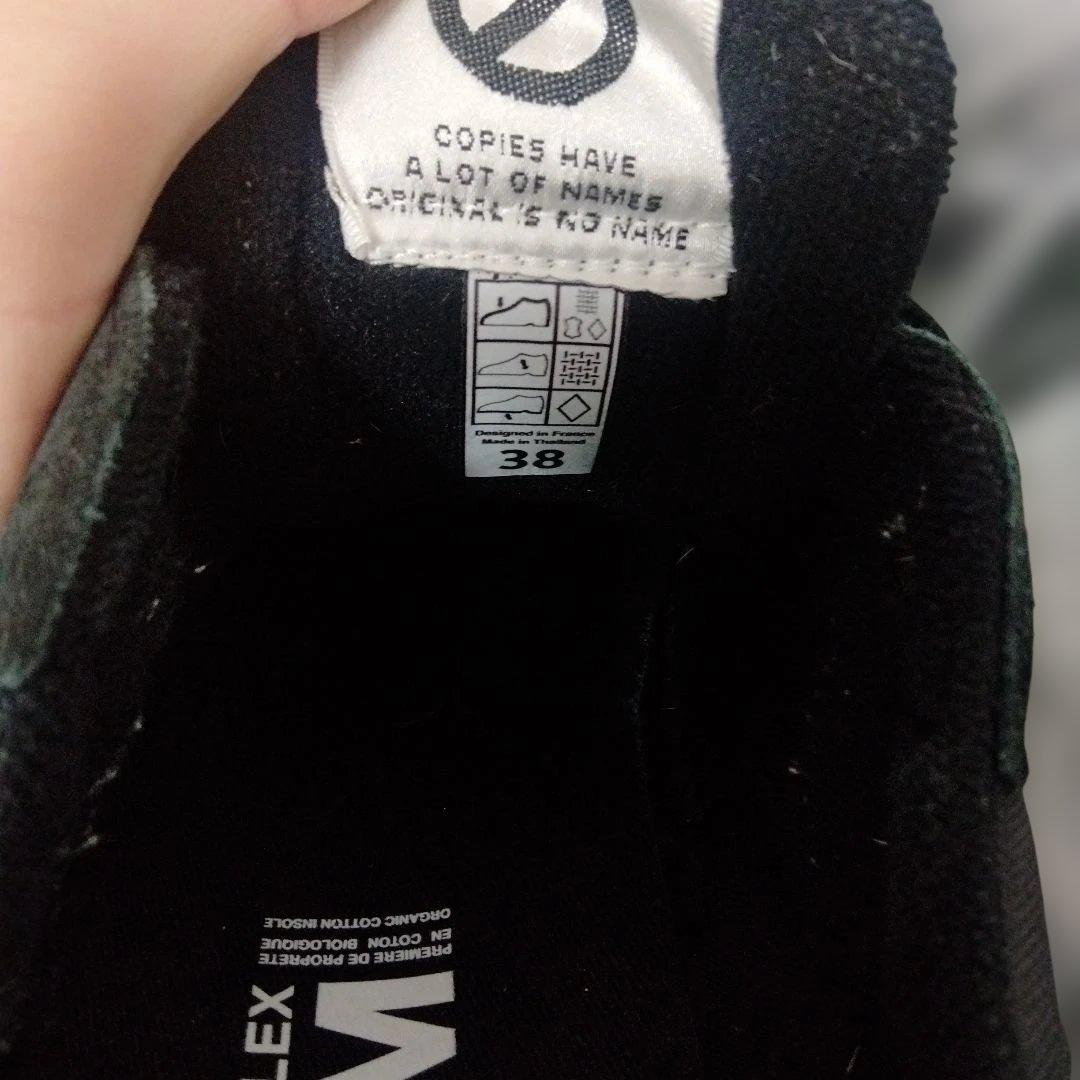 COPIES HAVE
A LOT OF NAMES
ORIGINAL IS NO NAME
Designed in France
Made in Thailand
38
ORGANIC COTTON INSOLE
EN COTON BIOLOGIQUE
PREMIERE DE PROPRETE
LEX
M